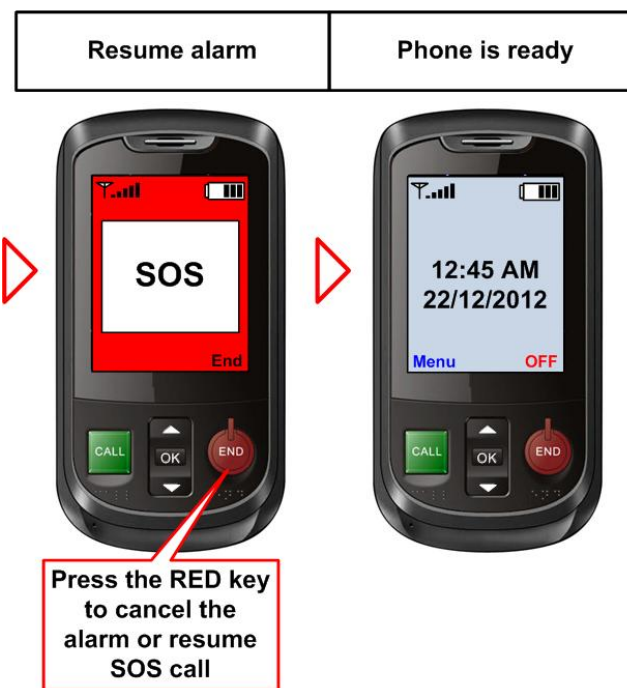 Resume alarm
Phone is ready
SOS
End
CALL
OK
END
Press the RED key
to cancel the
alarm or resume
SOS call
12:45 AM
22/12/2012
Menu OFF
CALL
OK
END